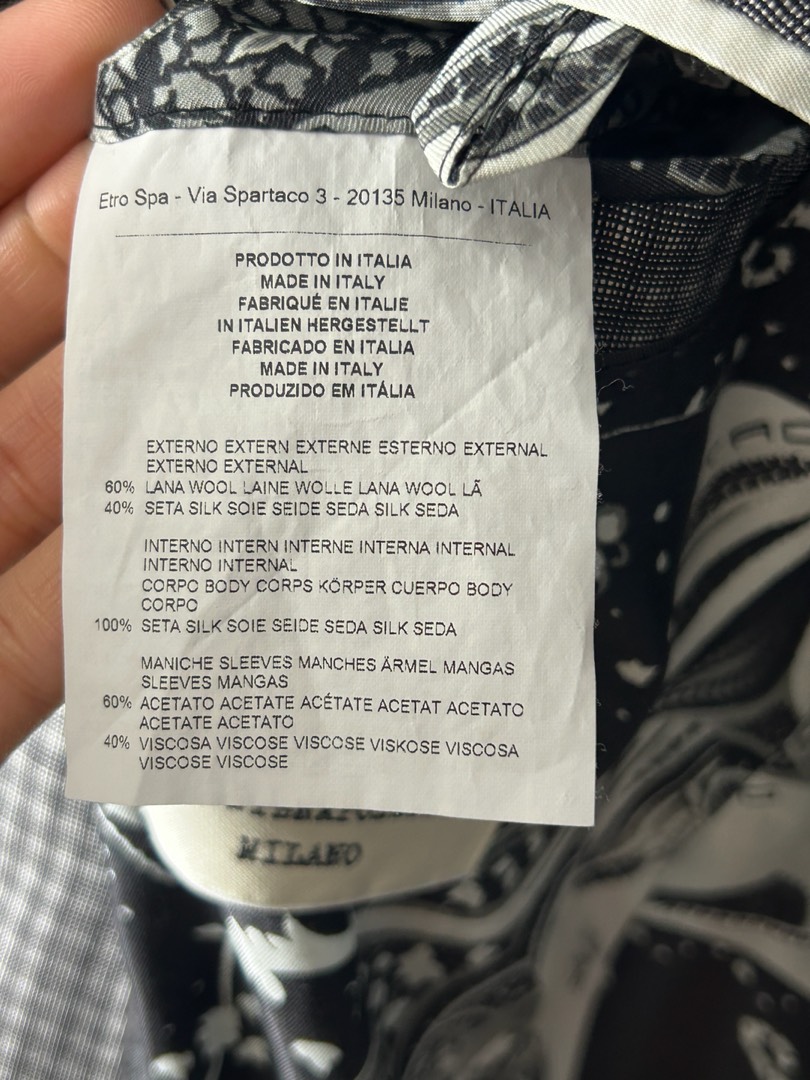 Etro Spa - Via Spartaco 3 - 20135 Milano - ITALIA
PRODOTTO IN ITALIA
MADE IN ITALY
FABRIQUÉ EN ITALIE
IN ITALIEN HERGESTELLT
FABRICADO EN ITALIA
MADE IN ITALY
PRODUZIDO EM ITÁLIA
EXTERNO EXTERN EXTERNE ESTERNO EXTERNAL
EXTERNO EXTERNAL
60% LANA WOOL LAINE WOLLE LANA WOOL LÃ
40% SETA SILK SOIE SEIDE SEDA SILK SEDA
INTERNO INTERN INTERNE INTERNA INTERNAL
INTERNO INTERNAL
CORPO BODY CORPS KÖRPER CUERPO BODY
CORPO
100% SETA SILK SOIE SEIDE SEDA SILK SEDA
MANICHE SLEEVES MANCHES ÄRMEL MANGAS
SLEEVES MANGAS
60% ACETATO ACETATE ACÉTATE ACETAT ACETATO
ACETATE ACETATO
40% VISCOSA VISCOSE VISCOSE VISKOSE VISCOSA
VISCOSE VISCOSE
MILANO